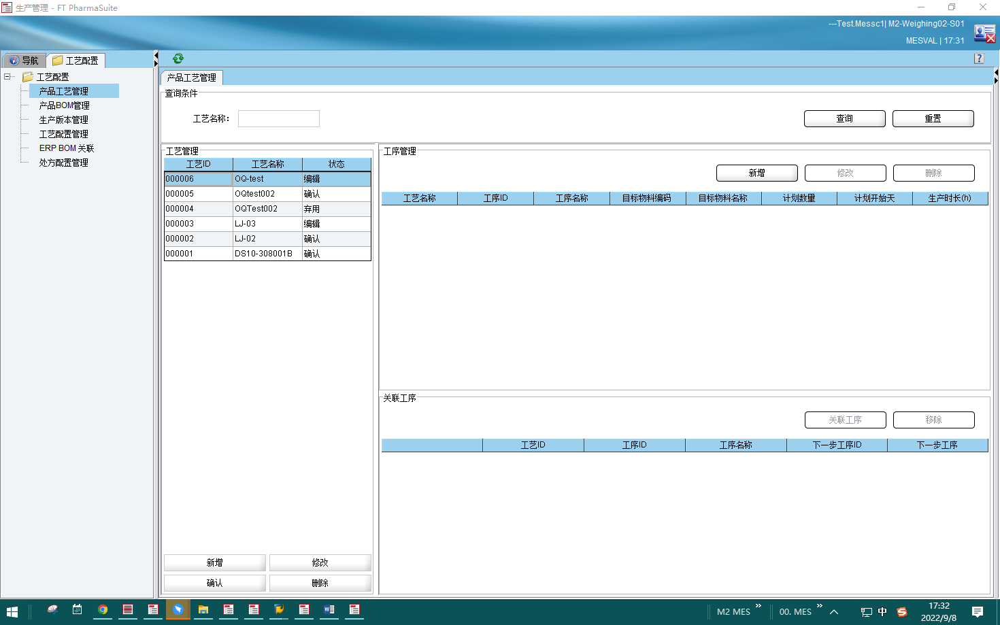 生产管理 - FT PharmaSuite
---Test.Messc1| M2-Weighing02-S01
MESVAL | 17:31
导航
工艺配置
工艺配置
产品工艺管理
产品BOM管理
生产版本管理
工艺配置管理
ERP BOM 关联
处方配置管理
产品工艺管理
查询条件
工艺名称:
查询
重置
工艺管理
工艺ID 工艺名称 状态
000006 OQ-test 编辑
000005 OQtest002 确认
000004 OQTest002 弃用
000003 LJ-03 编辑
000002 LJ-02 确认
000001 DS10-308001B 确认
新增 修改
确认 删除
工序管理
新增 修改 删除
工艺名称 工序ID 工序名称 目标物料编码 目标物料名称 计划数量 计划开始天 生产时长(h)
关联工序
关联工序 移除
工艺ID 工序ID 工序名称 下一步工序ID 下一步工序
M2 MES
00. MES
中
17:32
2022/9/8